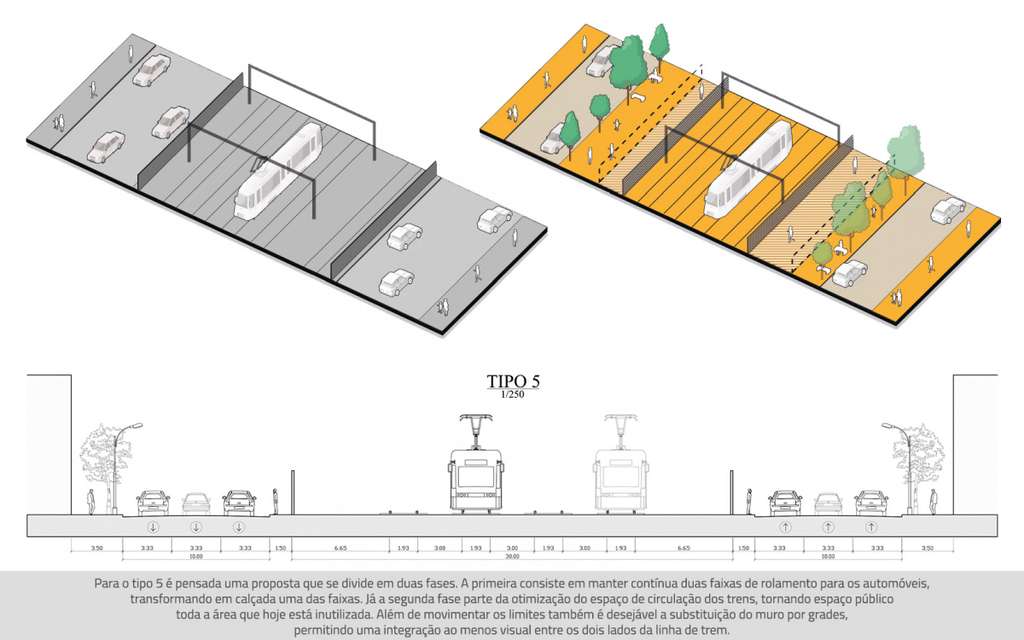 TIPO 5
1/250
3.50 3.33 3.33 3.33 1.50 6.65 1.93 3.00 1.93 3.00 1.93 3.00 1.93 6.65 1.50 3.33 3.33 3.33 3.50
10.00 30.00 10.00
Para o tipo 5 é pensada uma proposta que se divide em duas fases. A primeira consiste em manter contínua duas faixas de rolamento para os automóveis,
transformando em calçada uma das faixas. Já a segunda fase parte da otimização do espaço de circulação dos trens, tornando espaço público
toda a área que hoje está inutilizada. Além de movimentar os limites também é desejável a substituição do muro por grades,
permitindo uma integração ao menos visual entre os dois lados da linha de trem.